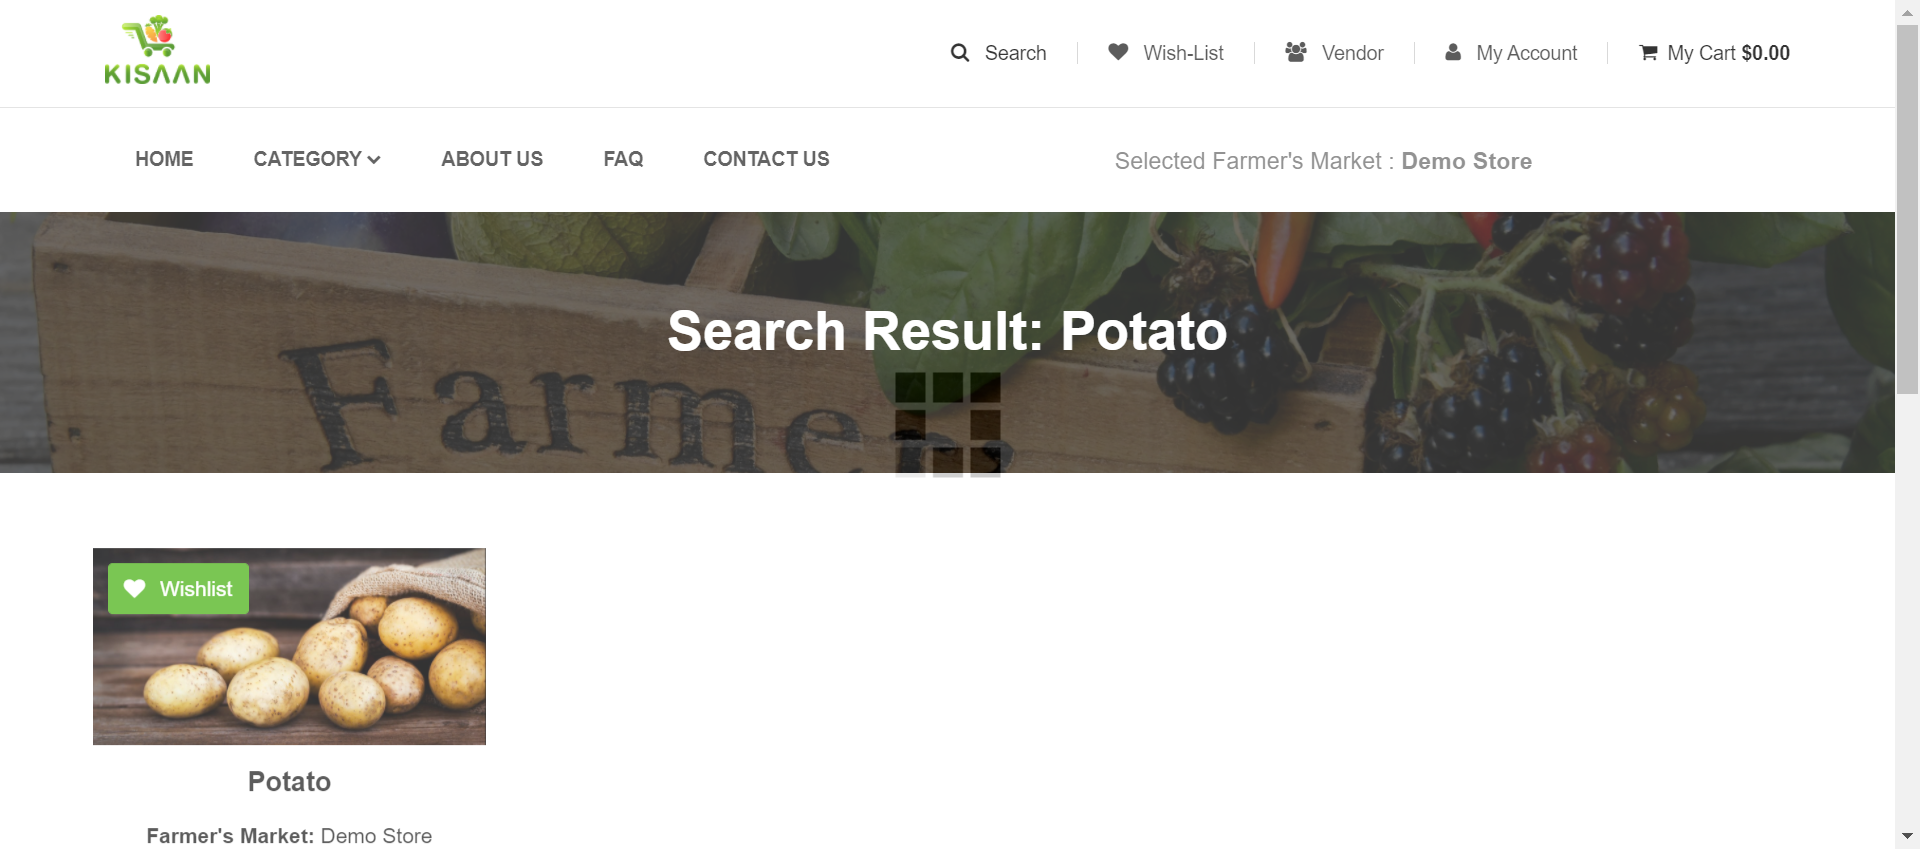 KISAAN
Search
Wish-List
Vendor
My Account
My Cart $0.00
HOME
CATEGORY
ABOUT US
FAQ
CONTACT US
Selected Farmer's Market : Demo Store
Search Result: Potato
Farmer
Wishlist
Potato
Farmer's Market: Demo Store